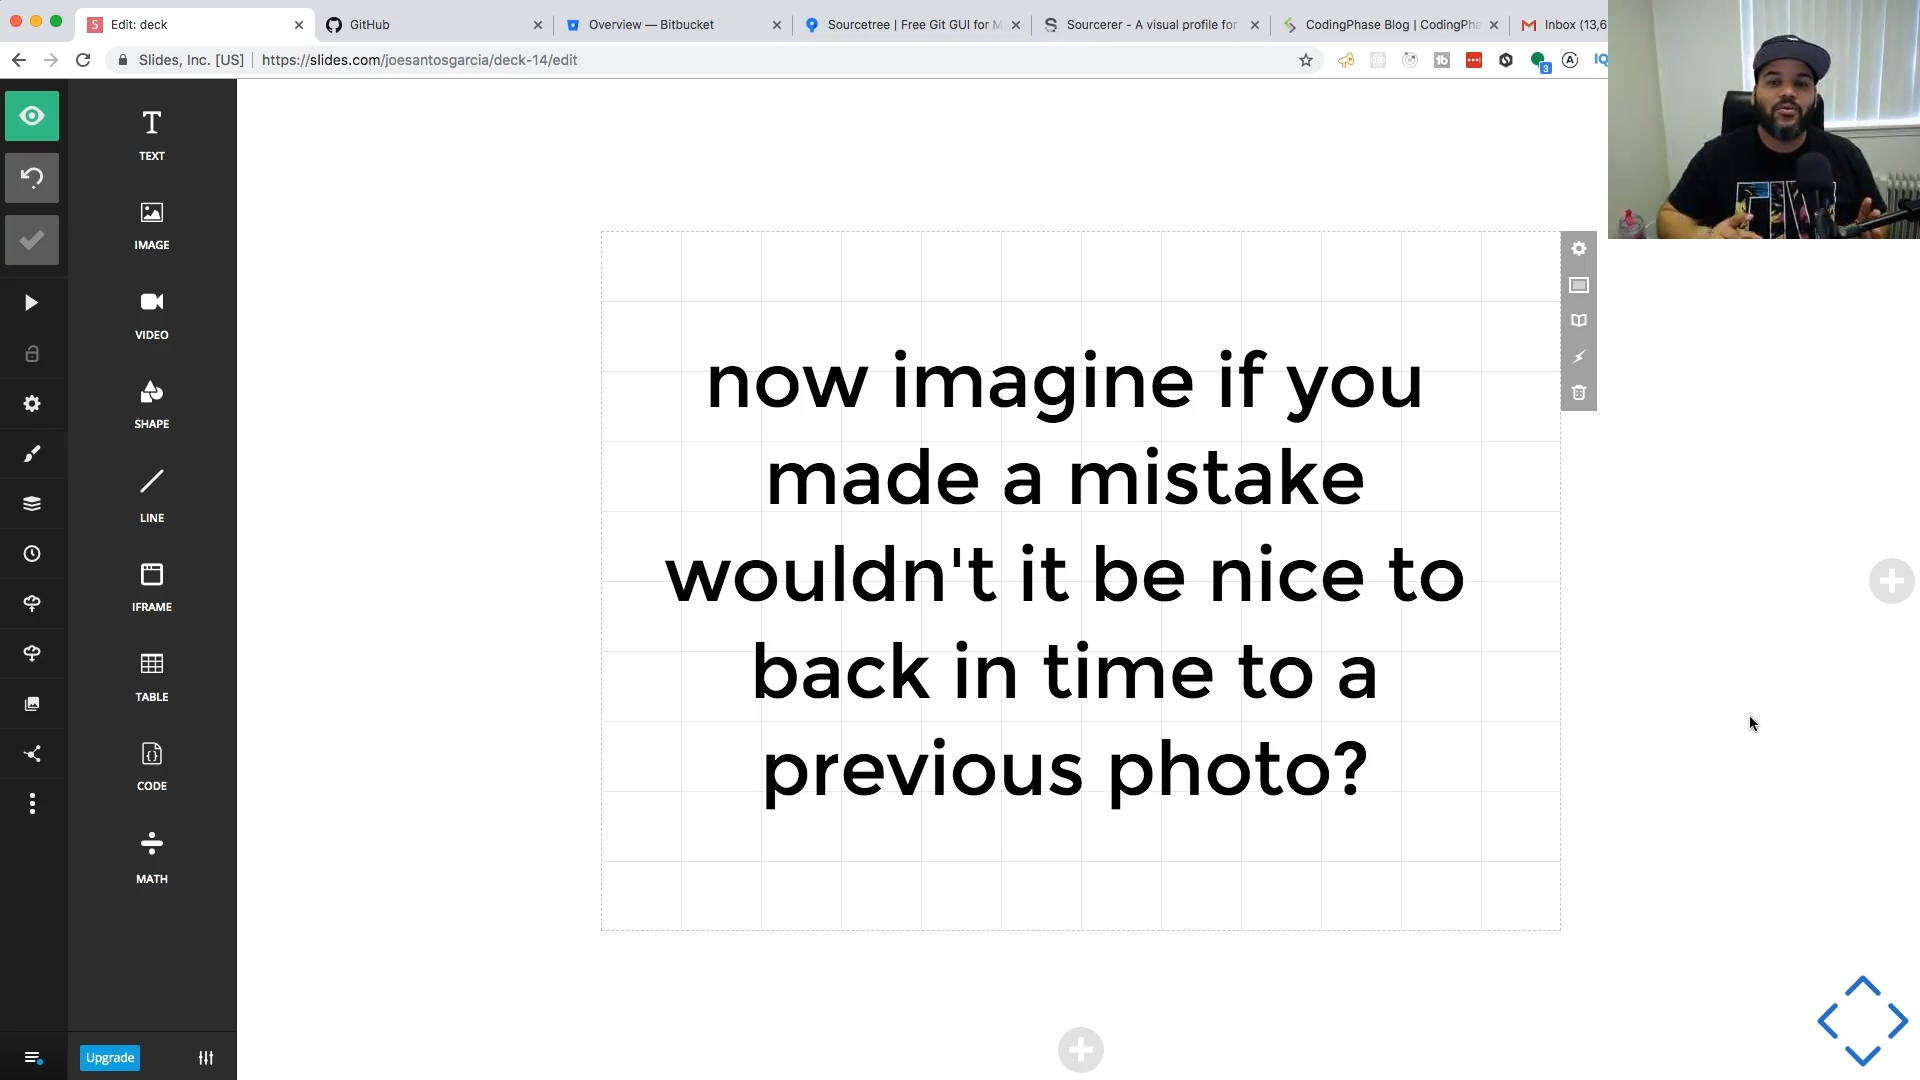 Edit: deck
GitHub
Overview — Bitbucket
Sourcetree | Free Git GUI for M
Sourcerer - A visual profile for
CodingPhase Blog | CodingPha
Inbox (13,6
Slides, Inc. [US]
https://slides.com/joesantosgarcia/deck-14/edit
3
TEXT
IMAGE
VIDEO
SHAPE
LINE
IFRAME
TABLE
CODE
MATH
Upgrade
now imagine if you
made a mistake
wouldn't it be nice to
back in time to a
previous photo?